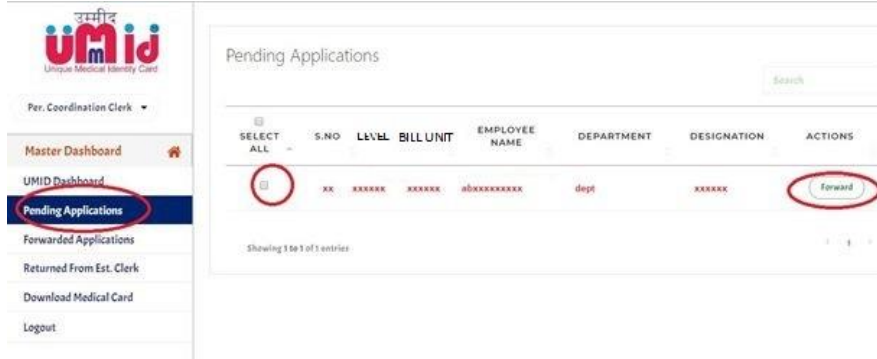 उम्मीद
UMmid
Unique Medical Identity Card
Per. Coordination Clerk
Master Dashboard
UMID Dashboard
Pending Applications
Forwarded Applications
Returned From Est. Clerk
Download Medical Card
Logout
Pending Applications
Search
SELECT ALL S.NO LEVEL BILL UNIT EMPLOYEE NAME DEPARTMENT DESIGNATION ACTIONS
xx xxxxxx xxxxxx abxxxxxxxxx dept xxxxxx Forward
Showing 1 to 1 of 1 entries
1